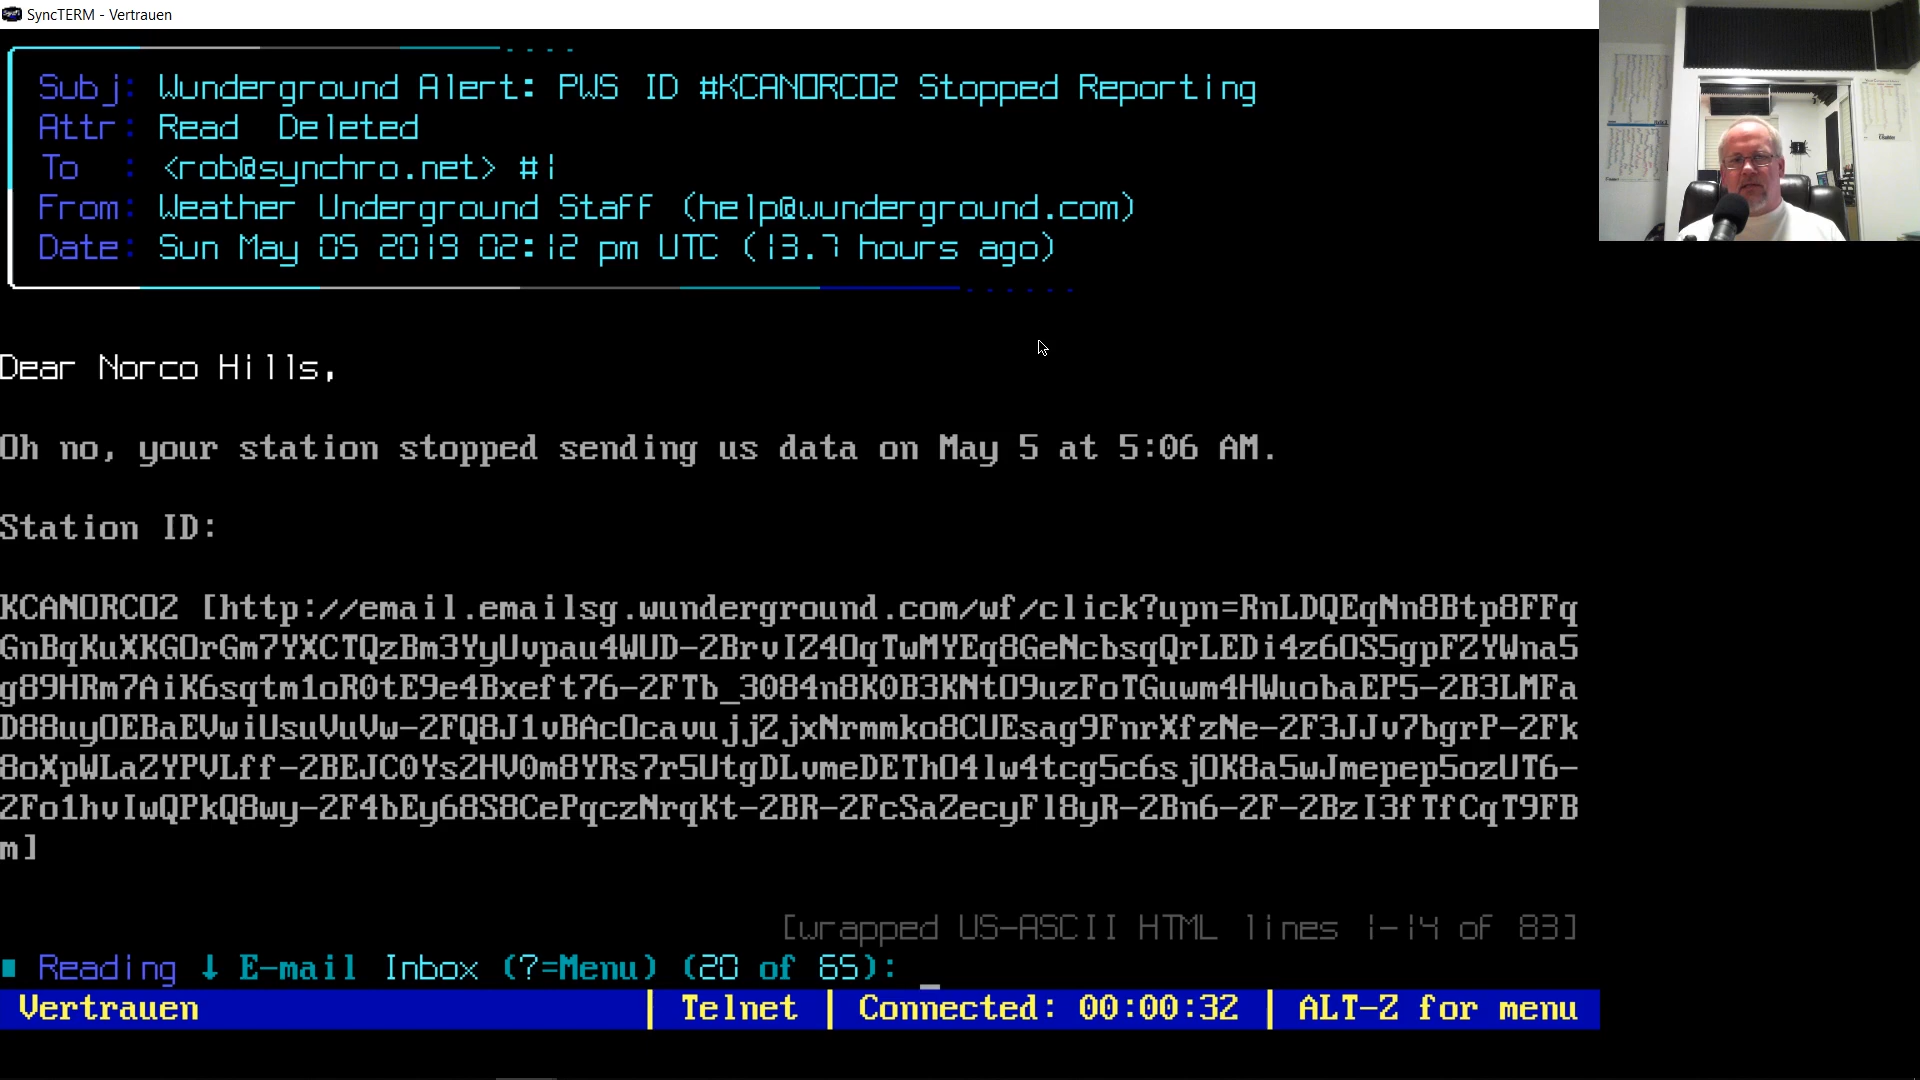 SyncTERM - Vertrauen
Subj: Wunderground Alert: PWS ID #KCANORCO2 Stopped Reporting
Attr: Read  Deleted
To  : <rob@synchro.net> #1
From: Weather Underground Staff (help@wunderground.com)
Date: Sun May 05 2019 02:12 pm UTC (13.7 hours ago)
Dear Norco Hills,
Oh no, your station stopped sending us data on May 5 at 5:06 AM.
Station ID:
KCANORCO2 [http://email.emailsg.wunderground.com/wf/click?upn=RnLDQEqNn8Btp8FFq
GnBqKuXKGOrGm7YXCTQzBm3YyUvpau4WUD-2BrvIZ4OqTwMYEq8GeNcbsqQrLEDi4z6OS5gpFZYWna5
g89HRm7AiK6sqtm1oR0tE9e4Bxeft76-2FTb_3084n8K0B3KNtO9uzFoTGuwm4HWuobaEP5-2B3LMFa
D88uyOEBaEVwiUsuVuVw-2FQ8J1vBAcOcavujjZjxNrmmko8CUEsag9FnrXfzNe-2F3JJv7bgrP-2Fk
8oXpWLaZYPVLff-2BEJC0Ys2HV0m8YRs7r5UtgDLvmeDEThO4lw4tcg5c6sjOK8a5wJmepep5ozUT6-
2Fo1hvIwQPkQ8wy-2F4bEy68S8CePqczNrqKt-2BR-2FcSaZecyFl8yR-2Bn6-2F-2BzI3fTfCqT9FB
m]
[wrapped US-ASCII HTML lines 1-14 of 83]
Reading ↓ E-mail Inbox (?=Menu) (20 of 65):
Vertrauen | Telnet | Connected: 00:00:32 | ALT-Z for menu